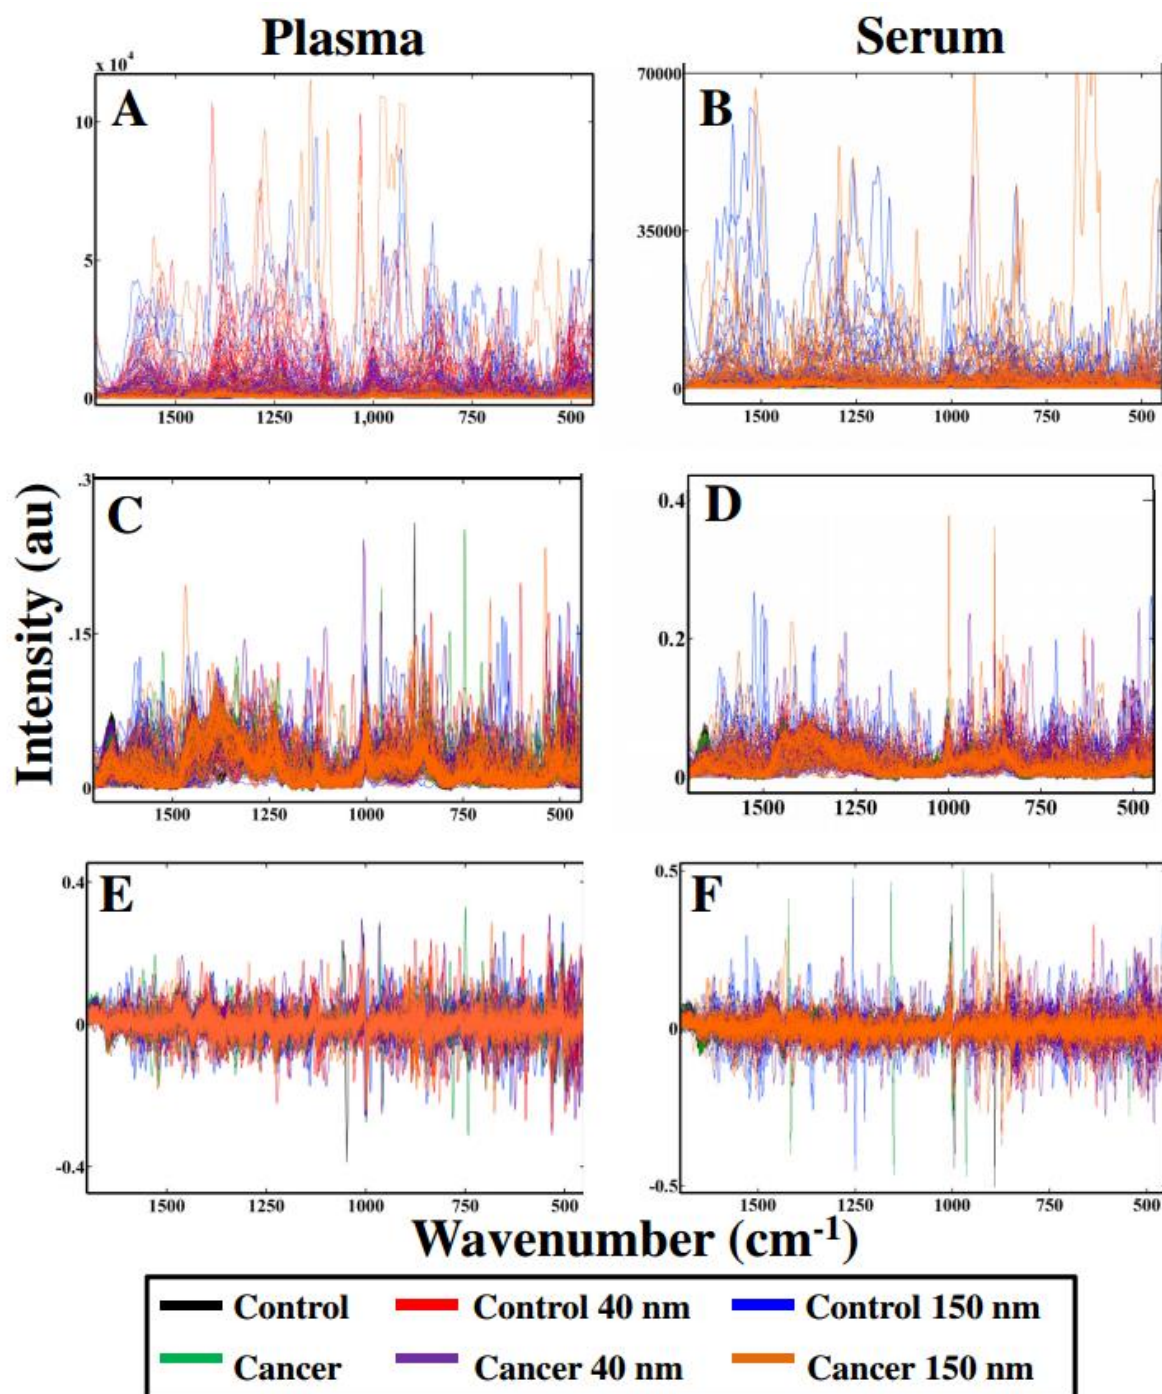 Plasma Serum
x 10⁴
A
10
5
0
1500 1250 1,000 750 500
B
70000
35000
0
1500 1250 1000 750 500
Intensity (au)
C
.3
.15
0
1500 1250 1000 750 500
D
0.4
0.2
0
1500 1250 1000 750 500
E
0.4
0
-0.4
1500 1250 1000 750 500
F
0.5
0
-0.5
1500 1250 1000 750 500
Wavenumber (cm⁻¹)
Control Control 40 nm Control 150 nm
Cancer Cancer 40 nm Cancer 150 nm